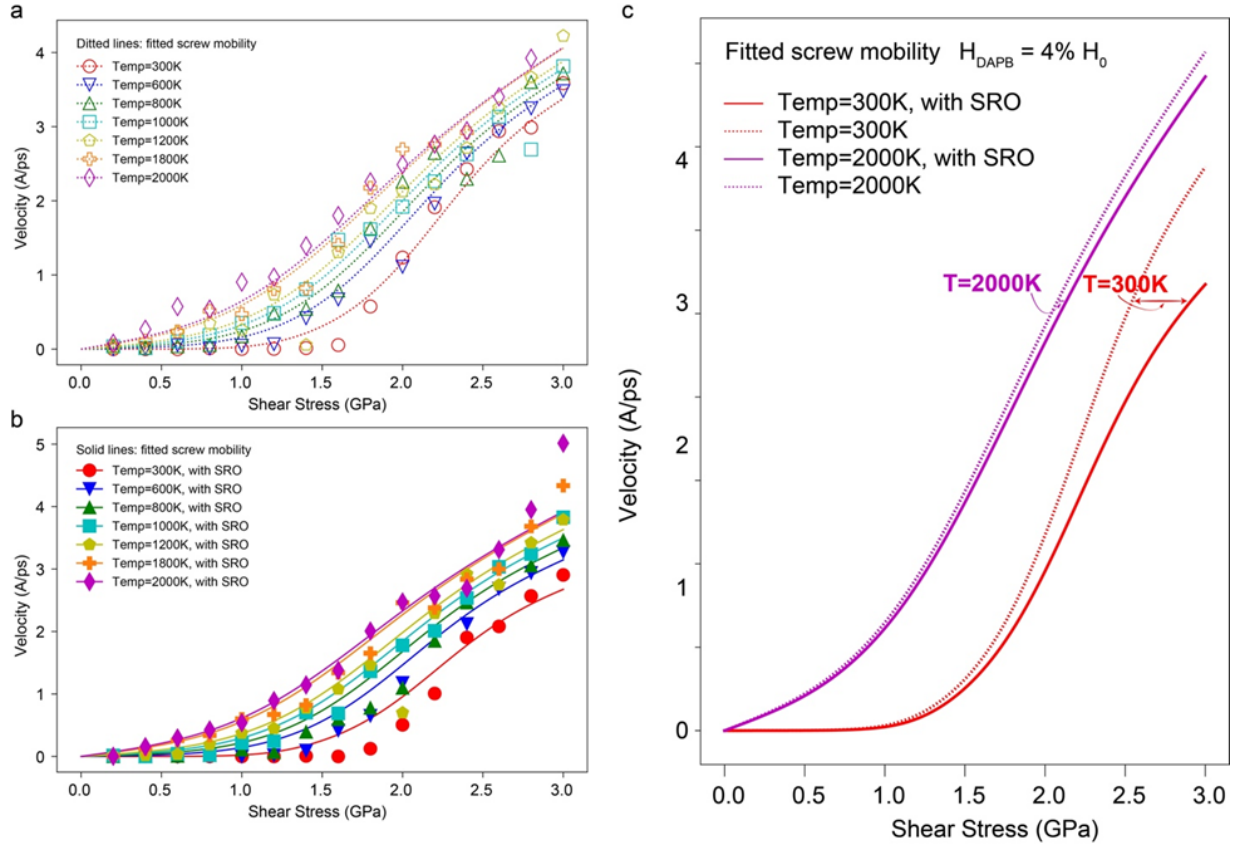 a
Ditted lines: fitted screw mobility
Temp=300K
Temp=600K
Temp=800K
Temp=1000K
Temp=1200K
Temp=1800K
Temp=2000K
4
3
2
1
0
Velocity (A/ps)
0.0 0.5 1.0 1.5 2.0 2.5 3.0
Shear Stress (GPa)
b
Solid lines: fitted screw mobility
Temp=300K, with SRO
Temp=600K, with SRO
Temp=800K, with SRO
Temp=1000K, with SRO
Temp=1200K, with SRO
Temp=1800K, with SRO
Temp=2000K, with SRO
5
4
3
2
1
0
Velocity (A/ps)
0.0 0.5 1.0 1.5 2.0 2.5 3.0
Shear Stress (GPa)
c
Fitted screw mobility H_DAPB = 4% H_0
Temp=300K, with SRO
Temp=300K
Temp=2000K, with SRO
Temp=2000K
T=2000K T=300K
4
3
2
1
0
Velocity (A/ps)
0.0 0.5 1.0 1.5 2.0 2.5 3.0
Shear Stress (GPa)